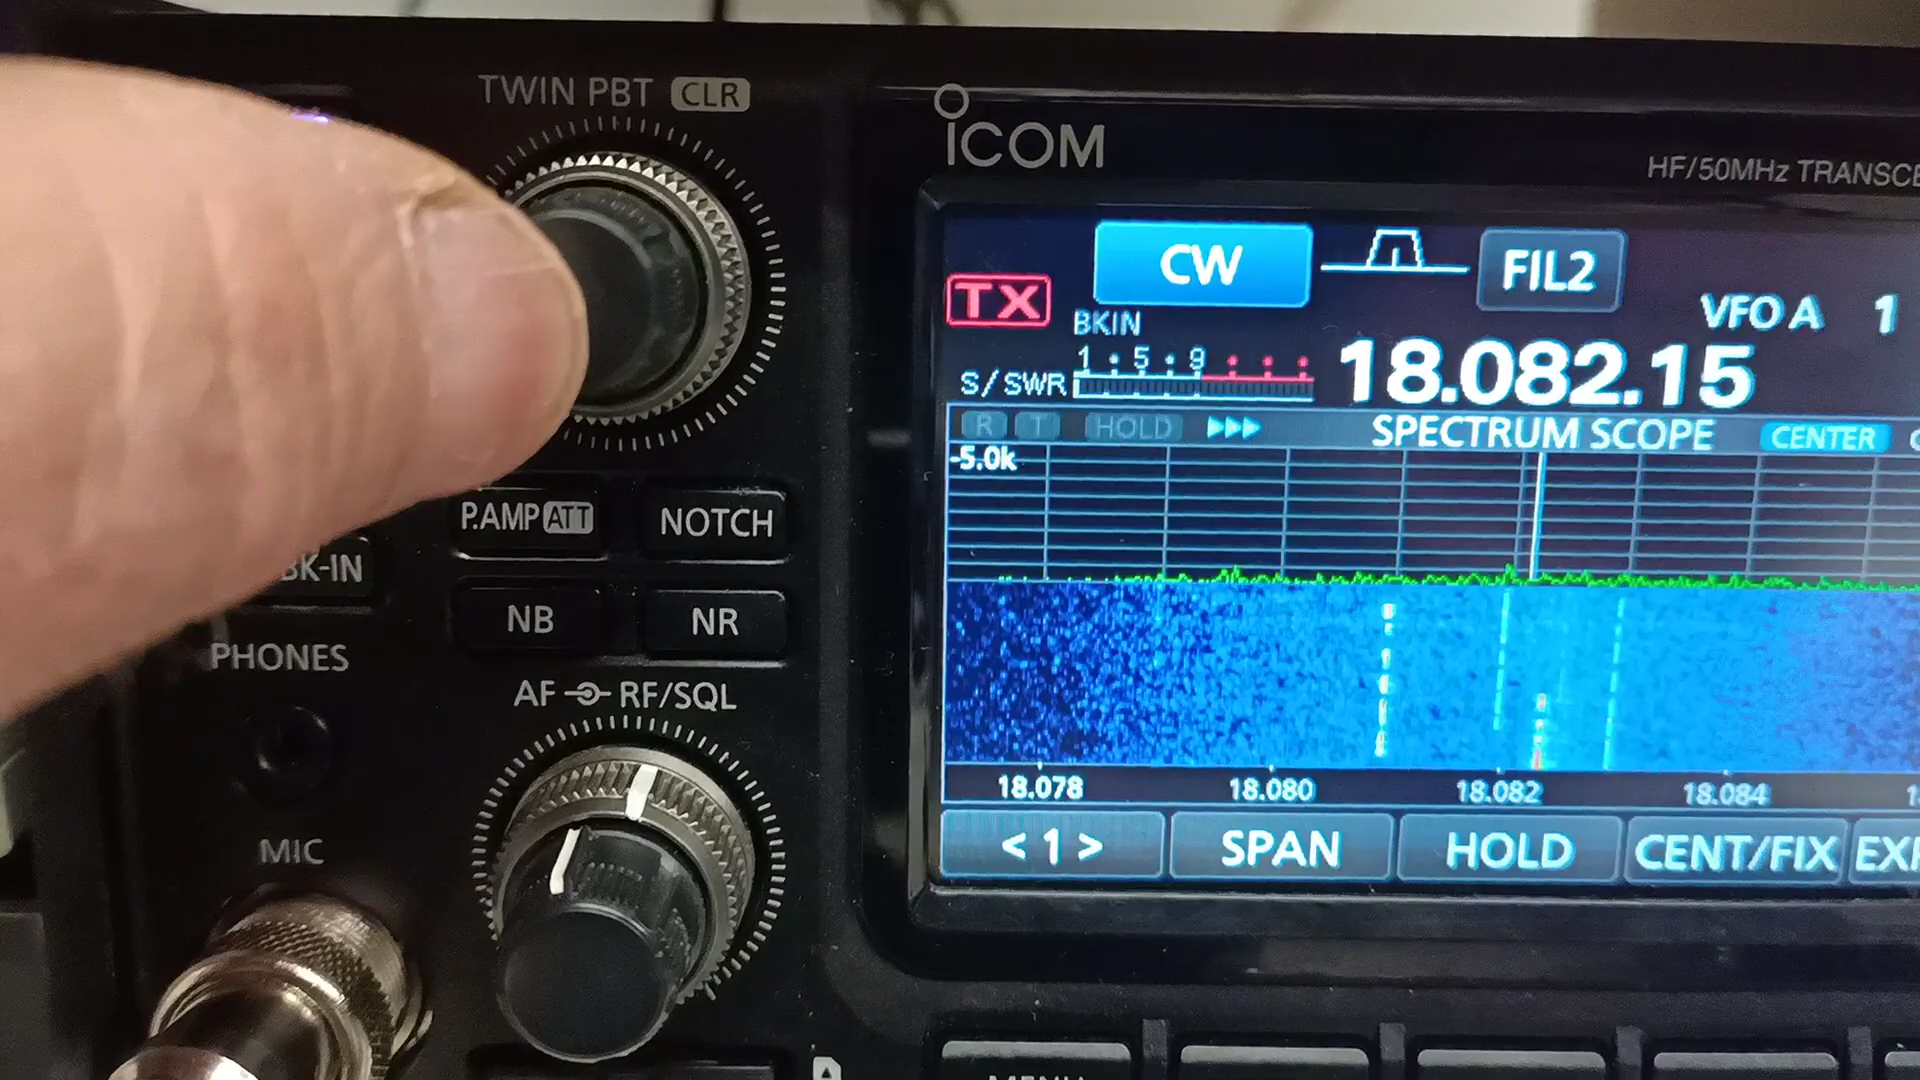 TWIN PBT CLR
ICOM
HF/50MHz
CW
FIL2
TX
BKIN
VFO A 1
1 • 5 • 9
S/SWR
18.082.15
R T HOLD
SPECTRUM SCOPE
CENTER
-5.0k
18.078 18.080 18.082 18.084
< 1 > SPAN HOLD CENT/FIX
P.AMP ATT
NOTCH
BK-IN
NB
NR
PHONES
AF RF/SQL
MIC